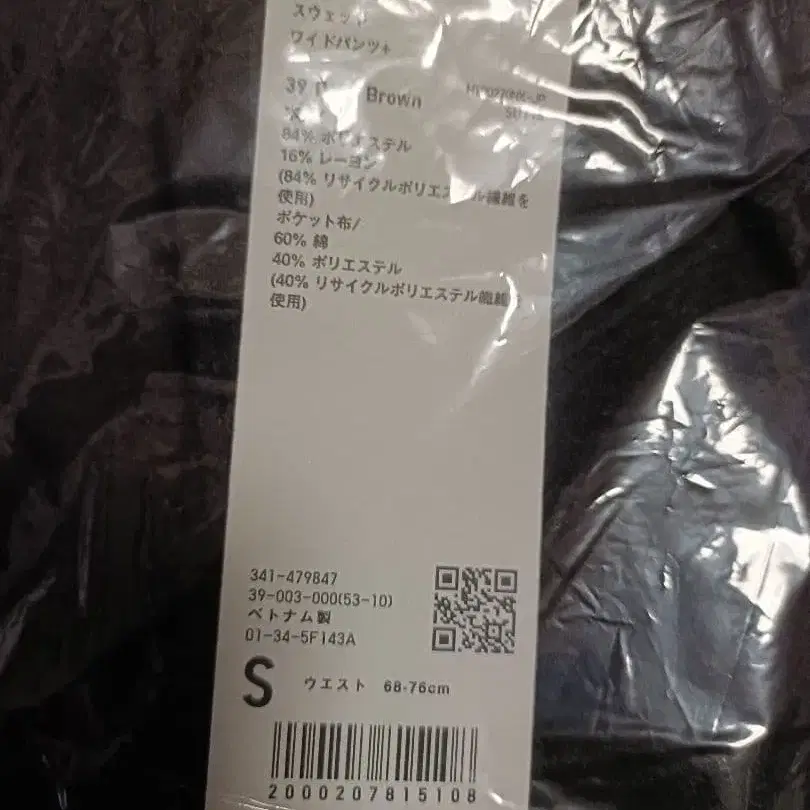 スウェット
ワイドパンツ+
39 Brown
84% ポリエステル
16% レーヨン
(84% リサイクルポリエステル繊維を
使用)
ポケット布/
60% 綿
40% ポリエステル
(40% リサイクルポリエステル繊維を
使用)
341-479847
39-003-000(53-10)
ベトナム製
01-34-5F143A
S ウエスト 68-76cm
2000207815108